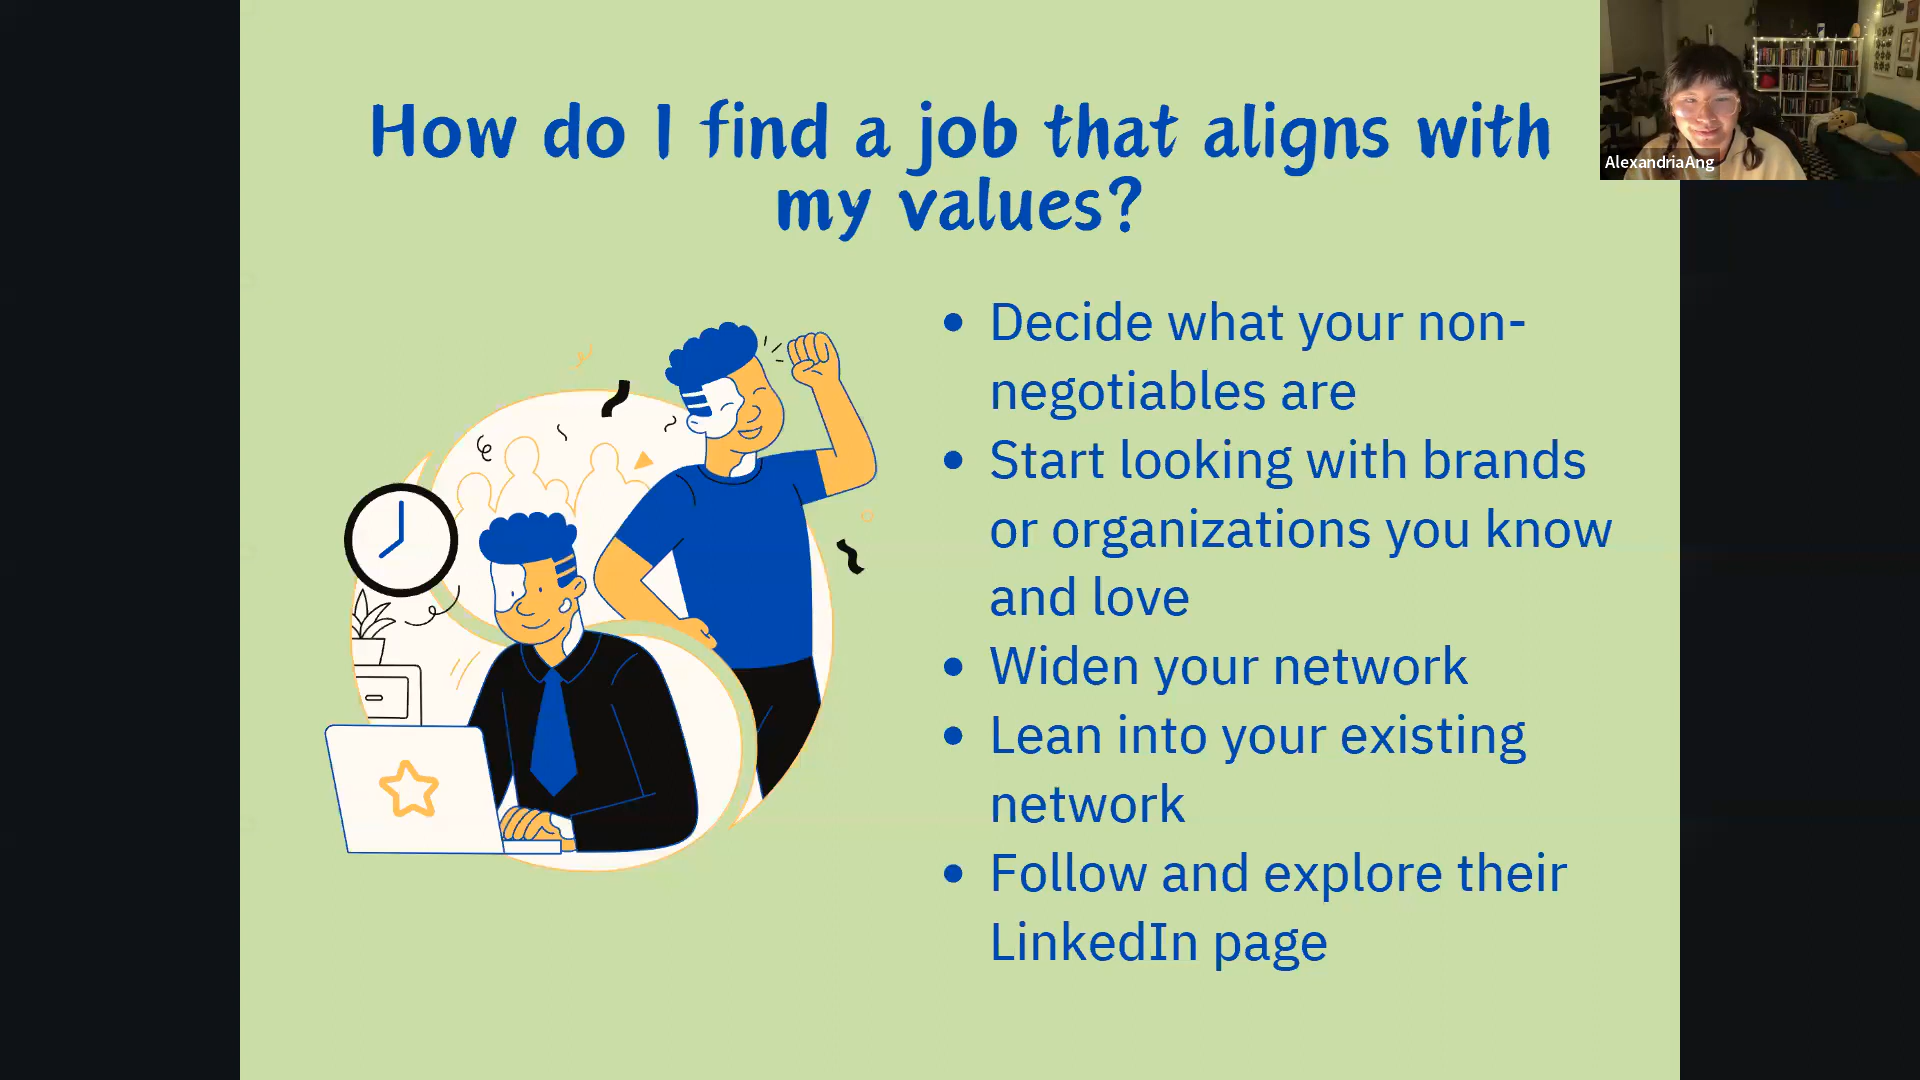 How do I find a job that aligns with
my values?
AlexandriaAng
Decide what your non-
negotiables are
Start looking with brands
or organizations you know
and love
Widen your network
Lean into your existing
network
Follow and explore their
LinkedIn page